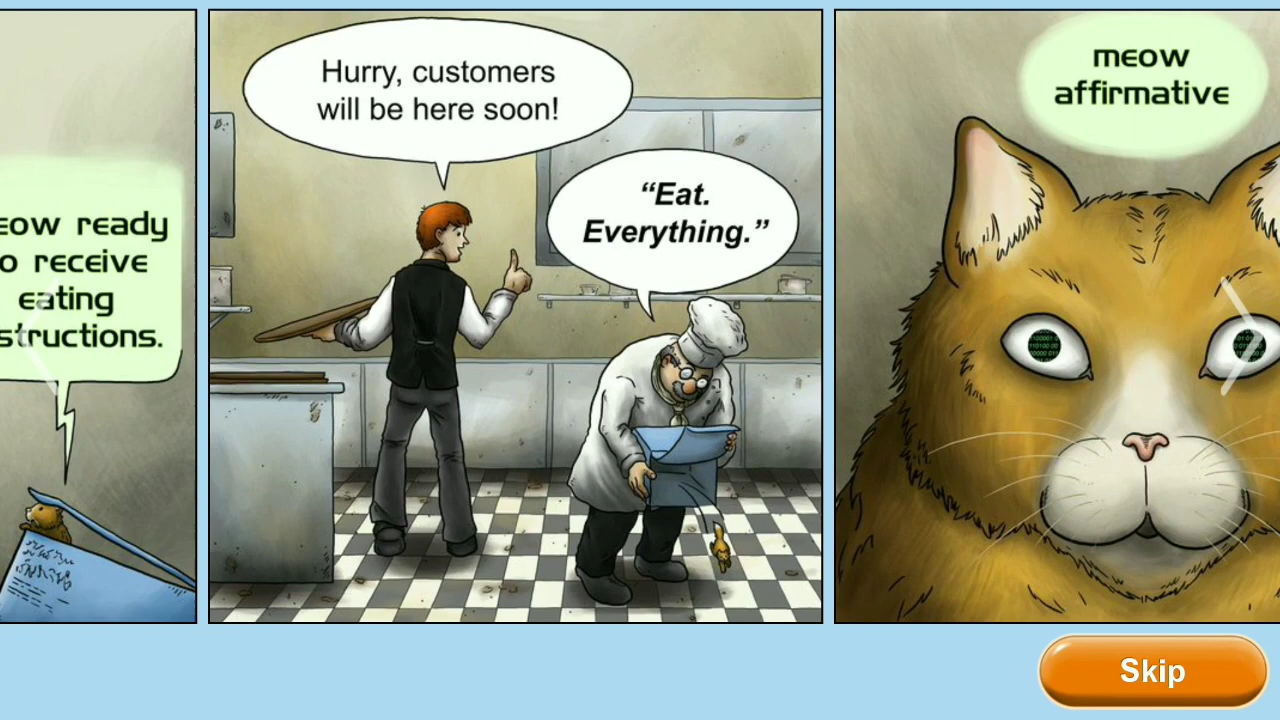 eow ready
o receive
eating
structions.
Hurry, customers
will be here soon!
“Eat.
Everything.”
meow
affirmative
Skip